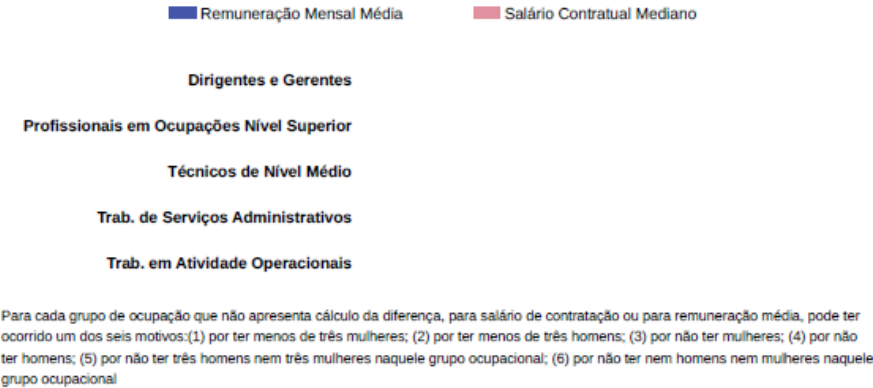 Remuneração Mensal Média Salário Contratual Mediano
Dirigentes e Gerentes
Profissionais em Ocupações Nível Superior
Técnicos de Nível Médio
Trab. de Serviços Administrativos
Trab. em Atividade Operacionais
Para cada grupo de ocupação que não apresenta cálculo da diferença, para salário de contratação ou para remuneração média, pode ter
ocorrido um dos seis motivos:(1) por ter menos de três mulheres; (2) por ter menos de três homens; (3) por não ter mulheres; (4) por não
ter homens; (5) por não ter três homens nem três mulheres naquele grupo ocupacional; (6) por não ter nem homens nem mulheres naquele
grupo ocupacional